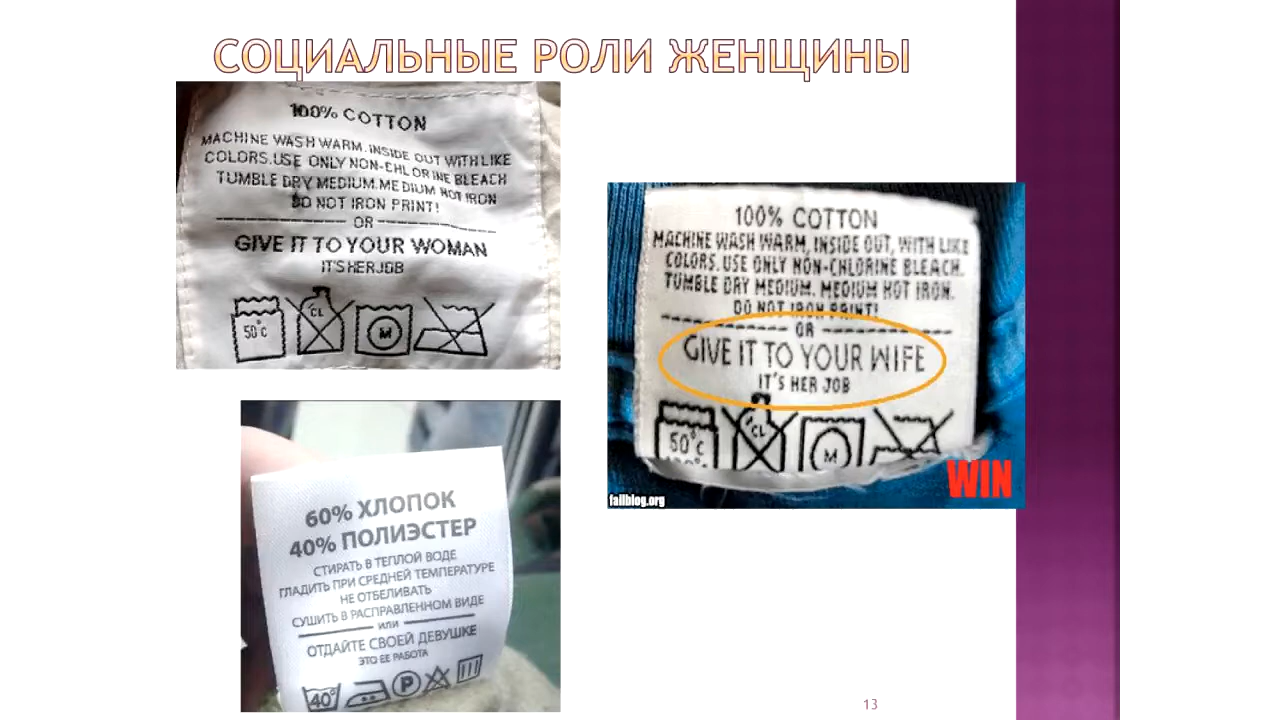 СОЦИАЛЬНЫЕ РОЛИ ЖЕНЩИНЫ
100% COTTON
MACHINE WASH WARM.INSIDE OUT WITH LIKE
COLORS.USE ONLY NON-CHLORINE BLEACH
TUMBLE DRY MEDIUM.MEDIUM HOT IRON
DO NOT IRON PRINT!
OR
GIVE IT TO YOUR WOMAN
IT'S HER JOB
50°C
CL
M
100% COTTON
MACHINE WASH WARM, INSIDE OUT, WITH LIKE
COLORS. USE ONLY NON-CHLORINE BLEACH.
TUMBLE DRY MEDIUM. MEDIUM HOT IRON.
DO NOT IRON PRINT!
OR
GIVE IT TO YOUR WIFE
IT'S HER JOB
50°C
CL
M
WIN
failblog.org
60% ХЛОПОК
40% ПОЛИЭСТЕР
СТИРАТЬ В ТЕПЛОЙ ВОДЕ
ГЛАДИТЬ ПРИ СРЕДНЕЙ ТЕМПЕРАТУРЕ
НЕ ОТБЕЛИВАТЬ
СУШИТЬ В РАСПРАВЛЕННОМ ВИДЕ
ИЛИ
ОТДАЙТЕ СВОЕЙ ДЕВУШКЕ
ЭТО ЕЕ РАБОТА
40°
P
13